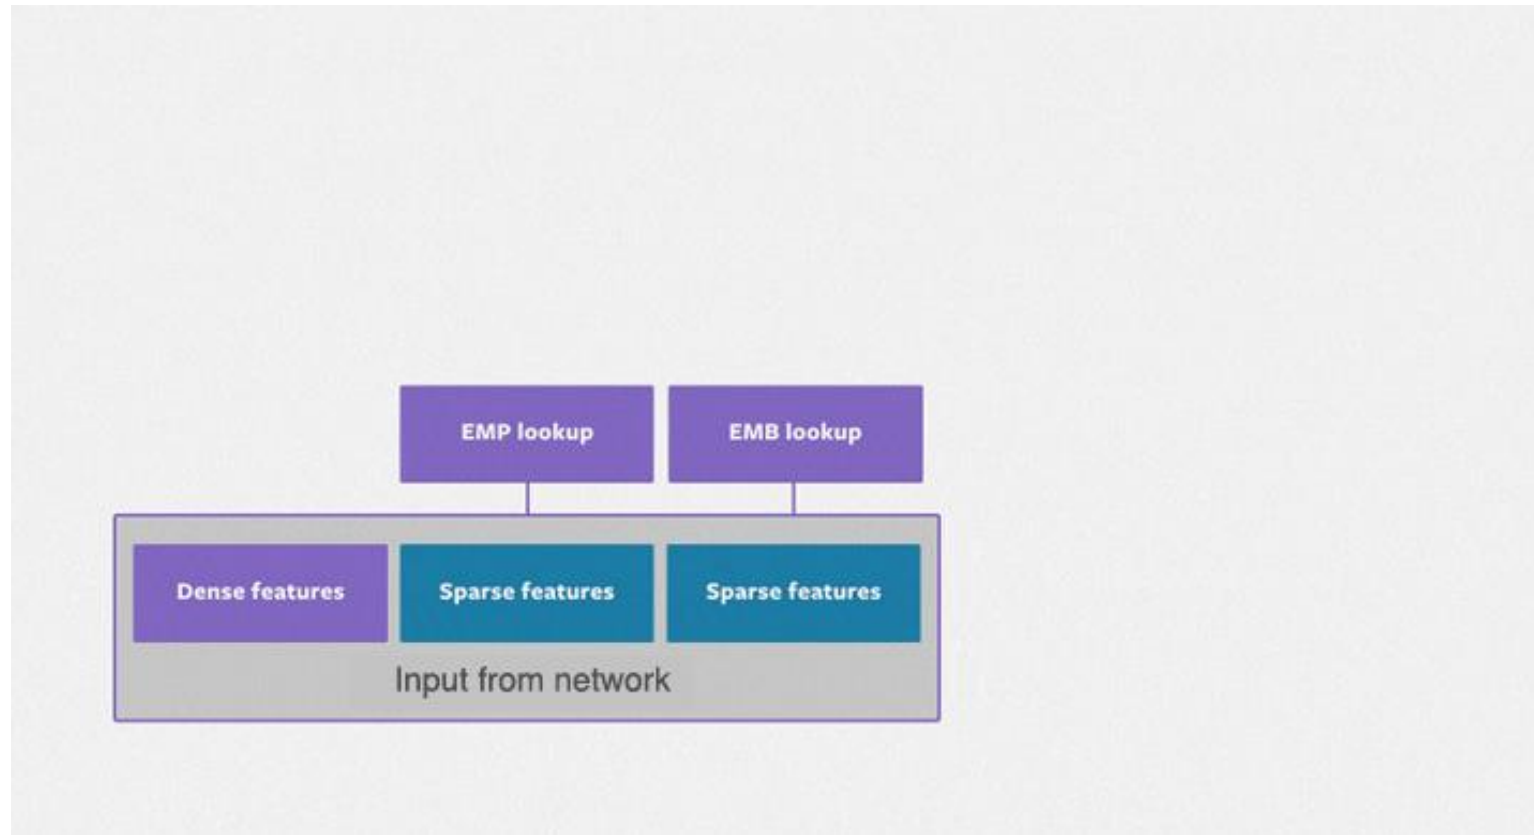 EMP lookup
EMB lookup
Dense features
Sparse features
Sparse features
Input from network